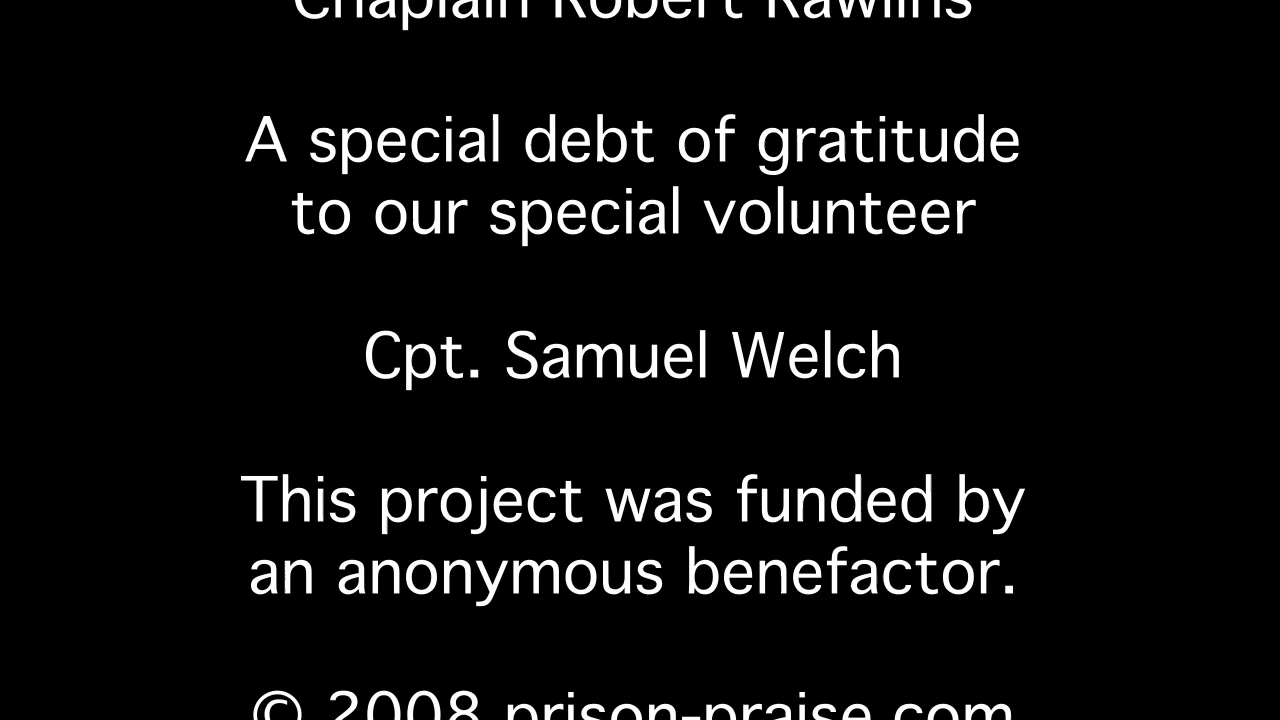 Chaplain Robert Rawlins
A special debt of gratitude
to our special volunteer
Cpt. Samuel Welch
This project was funded by
an anonymous benefactor.
© 2008 prison-praise.com